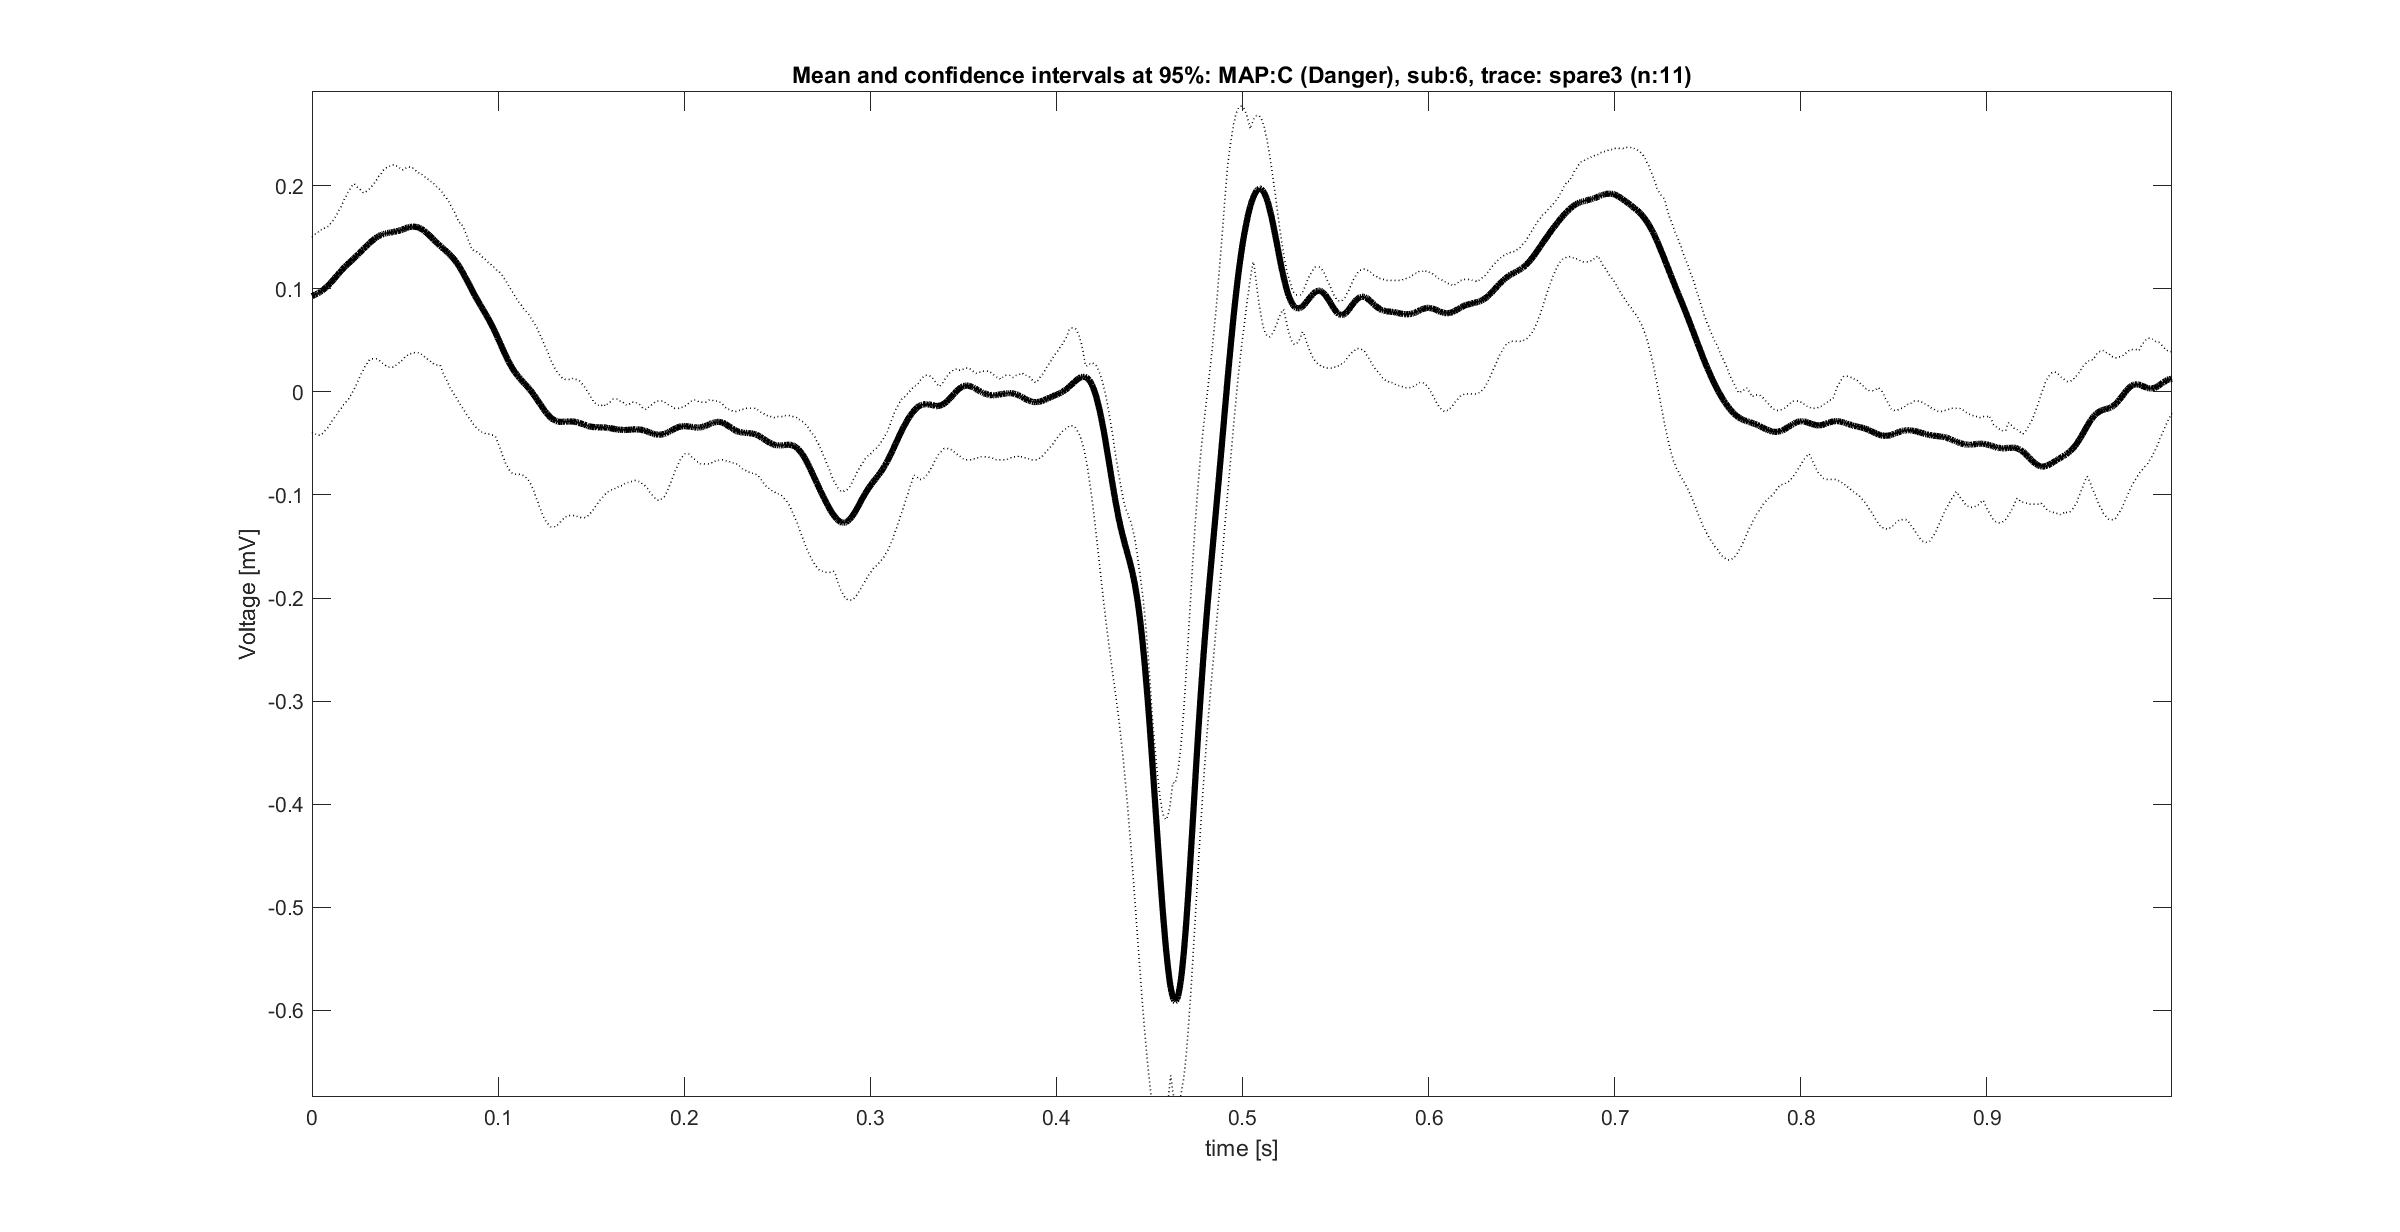 Mean and confidence intervals at 95%: MAP:C (Danger), sub:6, trace: spare3 (n:11)
Voltage [mV]
0.2
0.1
0
-0.1
-0.2
-0.3
-0.4
-0.5
-0.6
0 0.1 0.2 0.3 0.4 0.5 0.6 0.7 0.8 0.9
time [s]